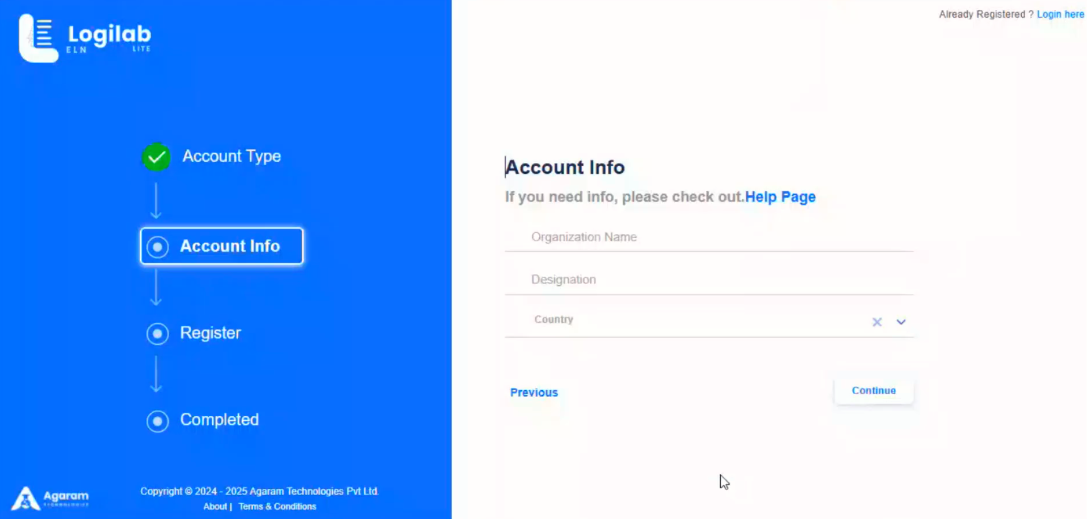 Already Registered ? Login here
Logilab
ELN LITE
Account Type
Account Info
Register
Completed
Account Info
If you need info, please check out.Help Page
Organization Name
Designation
Country
Previous
Continue
Agaram
Copyright © 2024 - 2025 Agaram Technologies Pvt Ltd.
About | Terms & Conditions